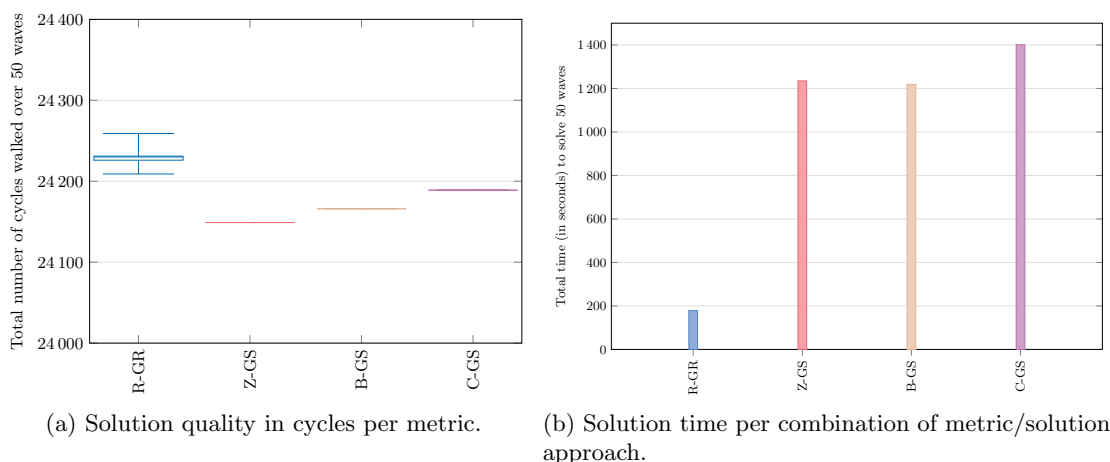 Total number of cycles walked over 50 waves
24 400
24 300
24 200
24 100
24 000
R-GR
Z-GS
B-GS
C-GS
(a) Solution quality in cycles per metric.
Total time (in seconds) to solve 50 waves
1 400
1 200
1 000
800
600
400
200
0
R-GR
Z-GS
B-GS
C-GS
(b) Solution time per combination of metric/solution
approach.